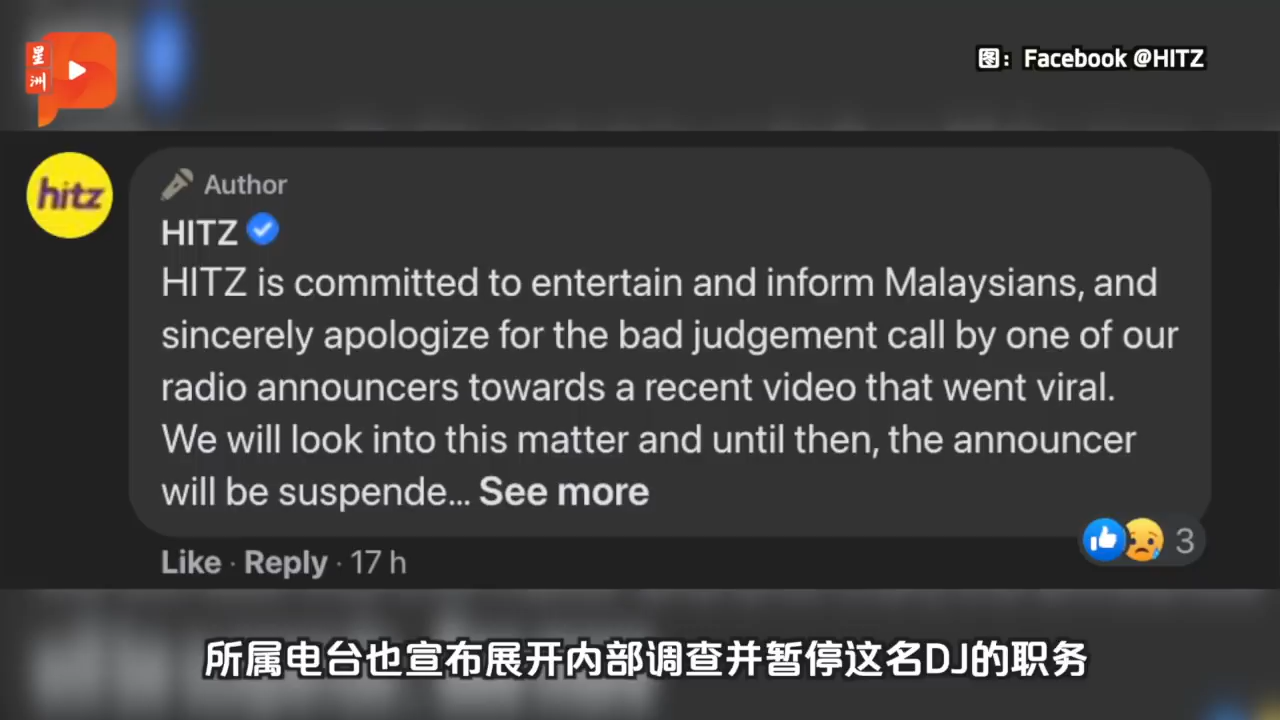 星洲
图：Facebook @HITZ
hitz
Author
HITZ
HITZ is committed to entertain and inform Malaysians, and
sincerely apologize for the bad judgement call by one of our
radio announcers towards a recent video that went viral.
We will look into this matter and until then, the announcer
will be suspende... See more
Like · Reply · 17 h
3
所属电台也宣布展开内部调查并暂停这名DJ的职务